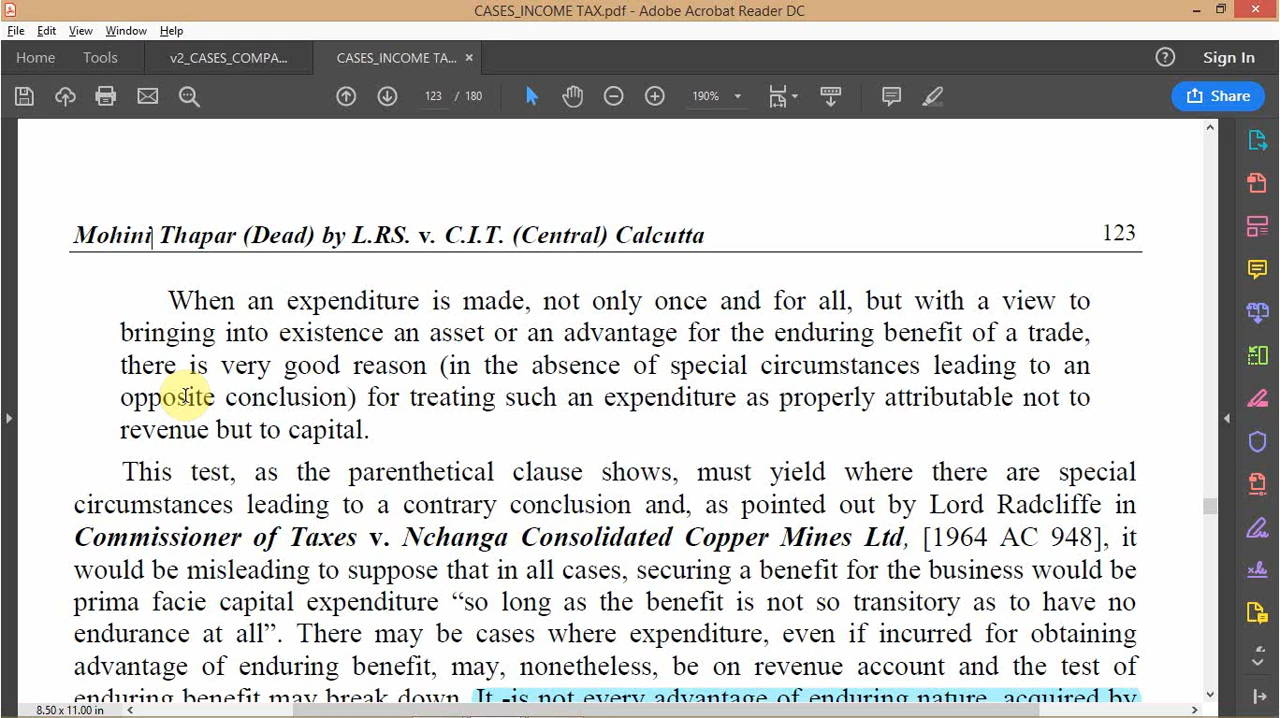 CASES_INCOME TAX.pdf - Adobe Acrobat Reader DC
File Edit View Window Help
Home Tools v2_CASES_COMPA... CASES_INCOME TA... × Sign In
123 / 180 190% Share
Mohini Thapar (Dead) by L.RS. v. C.I.T. (Central) Calcutta 123
When an expenditure is made, not only once and for all, but with a view to
bringing into existence an asset or an advantage for the enduring benefit of a trade,
there is very good reason (in the absence of special circumstances leading to an
opposite conclusion) for treating such an expenditure as properly attributable not to
revenue but to capital.
This test, as the parenthetical clause shows, must yield where there are special
circumstances leading to a contrary conclusion and, as pointed out by Lord Radcliffe in
Commissioner of Taxes v. Nchanga Consolidated Copper Mines Ltd, [1964 AC 948], it
would be misleading to suppose that in all cases, securing a benefit for the business would be
prima facie capital expenditure “so long as the benefit is not so transitory as to have no
endurance at all”. There may be cases where expenditure, even if incurred for obtaining
advantage of enduring benefit, may, nonetheless, be on revenue account and the test of
enduring benefit may break down. It -is not every advantage of enduring nature, acquired by
8.50 x 11.00 in